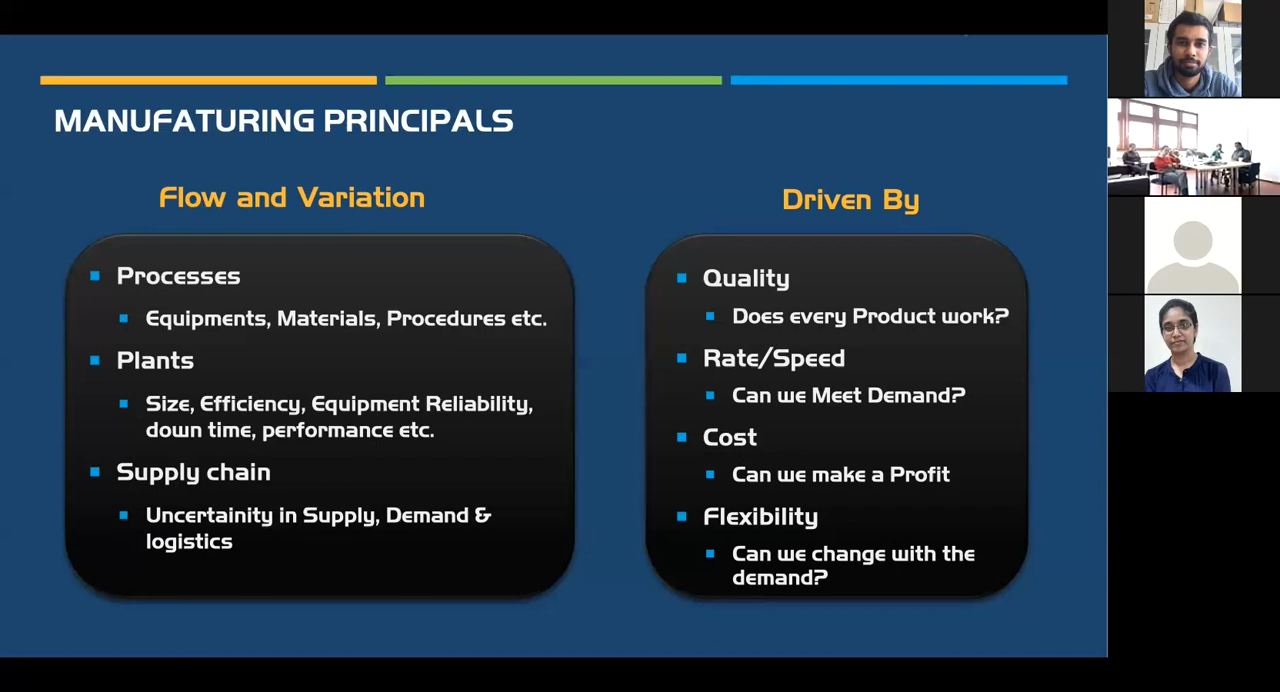 MANUFATURING PRINCIPALS
Flow and Variation
Processes
Equipments, Materials, Procedures etc.
Plants
Size, Efficiency, Equipment Reliability,
down time, performance etc.
Supply chain
Uncertainity in Supply, Demand &
logistics
Driven By
Quality
Does every Product work?
Rate/Speed
Can we Meet Demand?
Cost
Can we make a Profit
Flexibility
Can we change with the
demand?